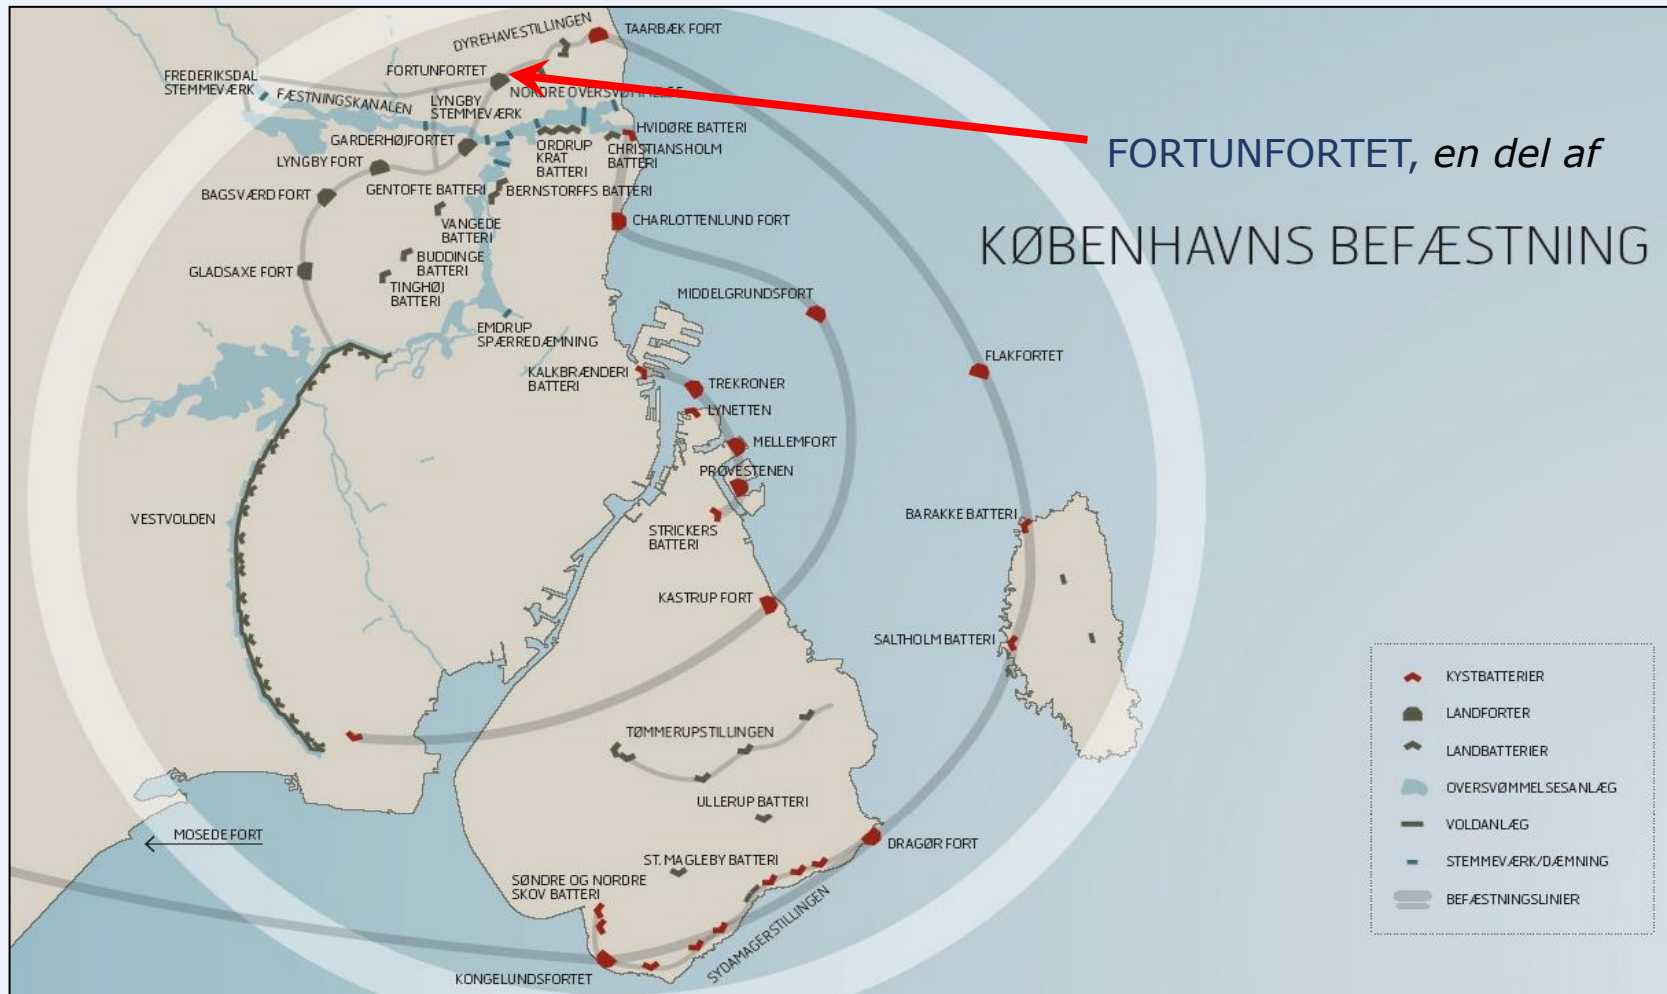 DYREHAVESTILLINGEN
TAARBÆK FORT
FORTUNFORTET
FREDERIKSDAL
STEMMEVÆRK
FÆSTNINGSKANALEN
LYNGBY
STEMMEVÆRK
NORDRE OVERSVØMMELSE
GARDERHØJFORTET
HVIDØRE BATTERI
ORDRUP
KRAT
BATTERI
CHRISTIANSHOLM
BATTERI
LYNGBY FORT
FORTUNFORTET, en del af
KØBENHAVNS BEFÆSTNING
BAGSVÆRD FORT
GENTOFTE BATTERI
BERNSTORFFS BATTERI
VANGEDE
BATTERI
CHARLOTTENLUND FORT
BUDDINGE
BATTERI
GLADSAXE FORT
TINGHØJ
BATTERI
MIDDELGRUNDSFORT
EMDRUP
SPÆRREDÆMNING
FLAKFORTET
KALKBRÆNDERI
BATTERI
TREKRONER
LYNETTEN
MELLEMFORT
PRØVESTENEN
VESTVOLDEN
STRICKERS
BATTERI
BARAKKE BATTERI
KASTRUP FORT
SALTHOLM BATTERI
TØMMERUPSTILLINGEN
ULLERUP BATTERI
MOSEDE FORT
DRAGØR FORT
ST. MAGLEBY BATTERI
SØNDRE OG NORDRE
SKOV BATTERI
SYDAMAGERSTILLINGEN
KONGELUNDSFORTET
KYSTBATTERIER
LANDFORTER
LANDBATTERIER
OVERSVØMMELSESANLÆG
VOLDANLÆG
STEMMEVÆRK/DÆMNING
BEFÆSTNINGSLINIER